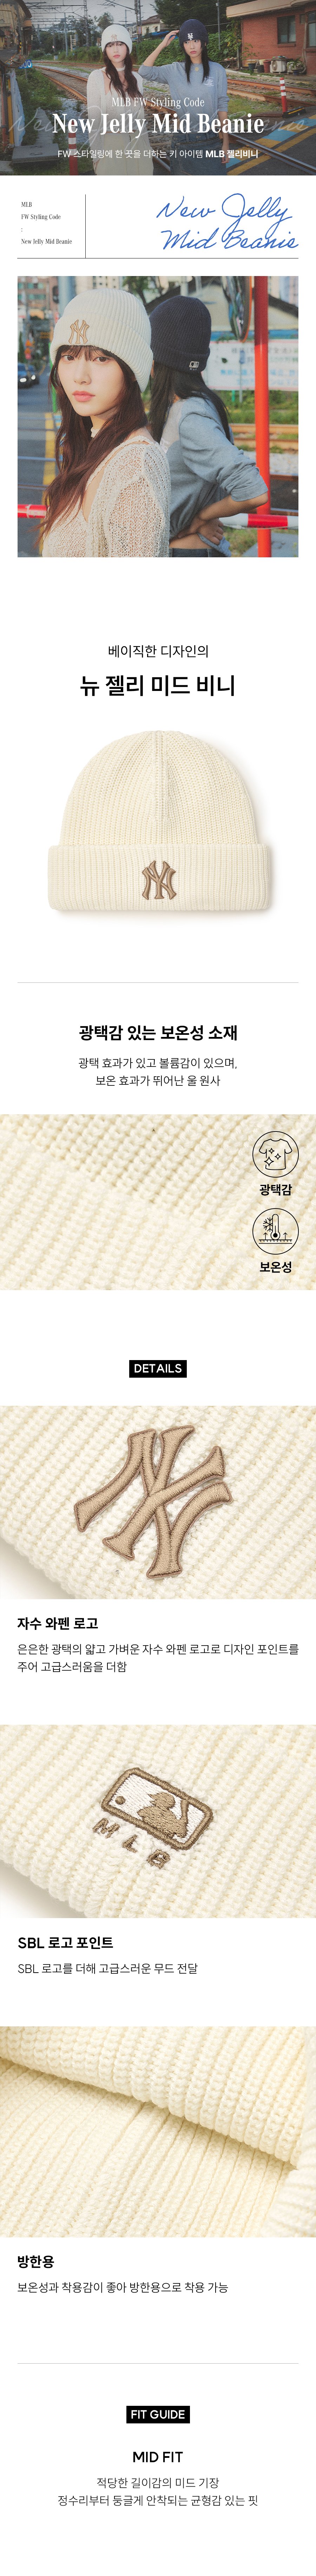 MLB FW Styling Code
New Jelly Mid Beanie
FW 스타일링에 한 끗을 더하는 키 아이템 MLB 젤리비니
MLB
FW Styling Code
:
New Jelly Mid Beanie
New Jelly
Mid Beanie
베이직한 디자인의
뉴 젤리 미드 비니
광택감 있는 보온성 소재
광택 효과가 있고 볼륨감이 있으며,
보온 효과가 뛰어난 울 원사
광택감
보온성
DETAILS
자수 와펜 로고
은은한 광택의 얇고 가벼운 자수 와펜 로고로 디자인 포인트를
주어 고급스러움을 더함
MLB
SBL 로고 포인트
SBL 로고를 더해 고급스러운 무드 전달
방한용
보온성과 착용감이 좋아 방한용으로 착용 가능
FIT GUIDE
MID FIT
적당한 길이감의 미드 기장
정수리부터 둥글게 안착되는 균형감 있는 핏